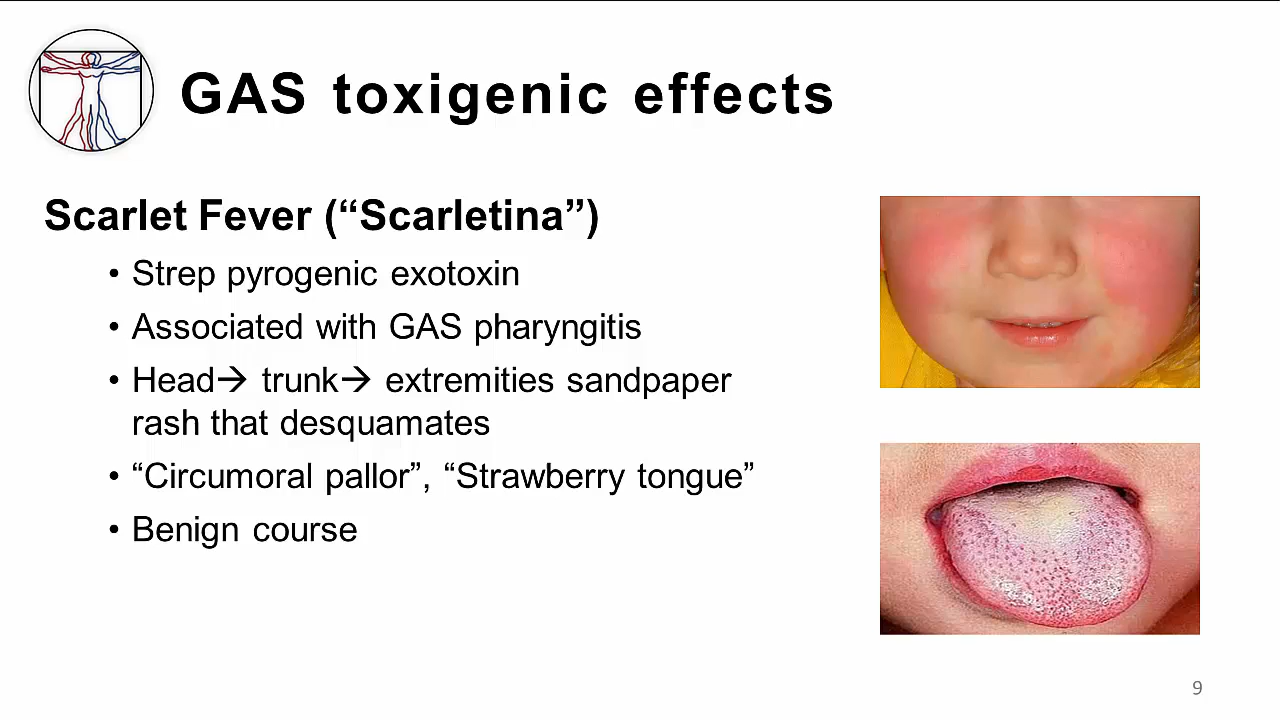 GAS toxigenic effects
Scarlet Fever (“Scarletina”)
• Strep pyrogenic exotoxin
• Associated with GAS pharyngitis
• Head→ trunk→ extremities sandpaper
rash that desquamates
• “Circumoral pallor”, “Strawberry tongue”
• Benign course
9